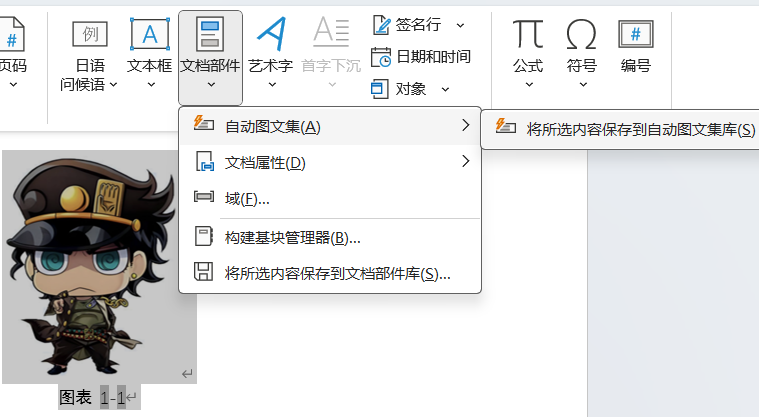 页码
例
日语
问候语
A
文本框
文档部件
艺术字
首字下沉
签名行
日期和时间
对象
公式
符号
编号
自动图文集(A)
将所选内容保存到自动图文集库(S)
文档属性(D)
域(F)...
构建基块管理器(B)...
将所选内容保存到文档部件库(S)...
图表 1-1